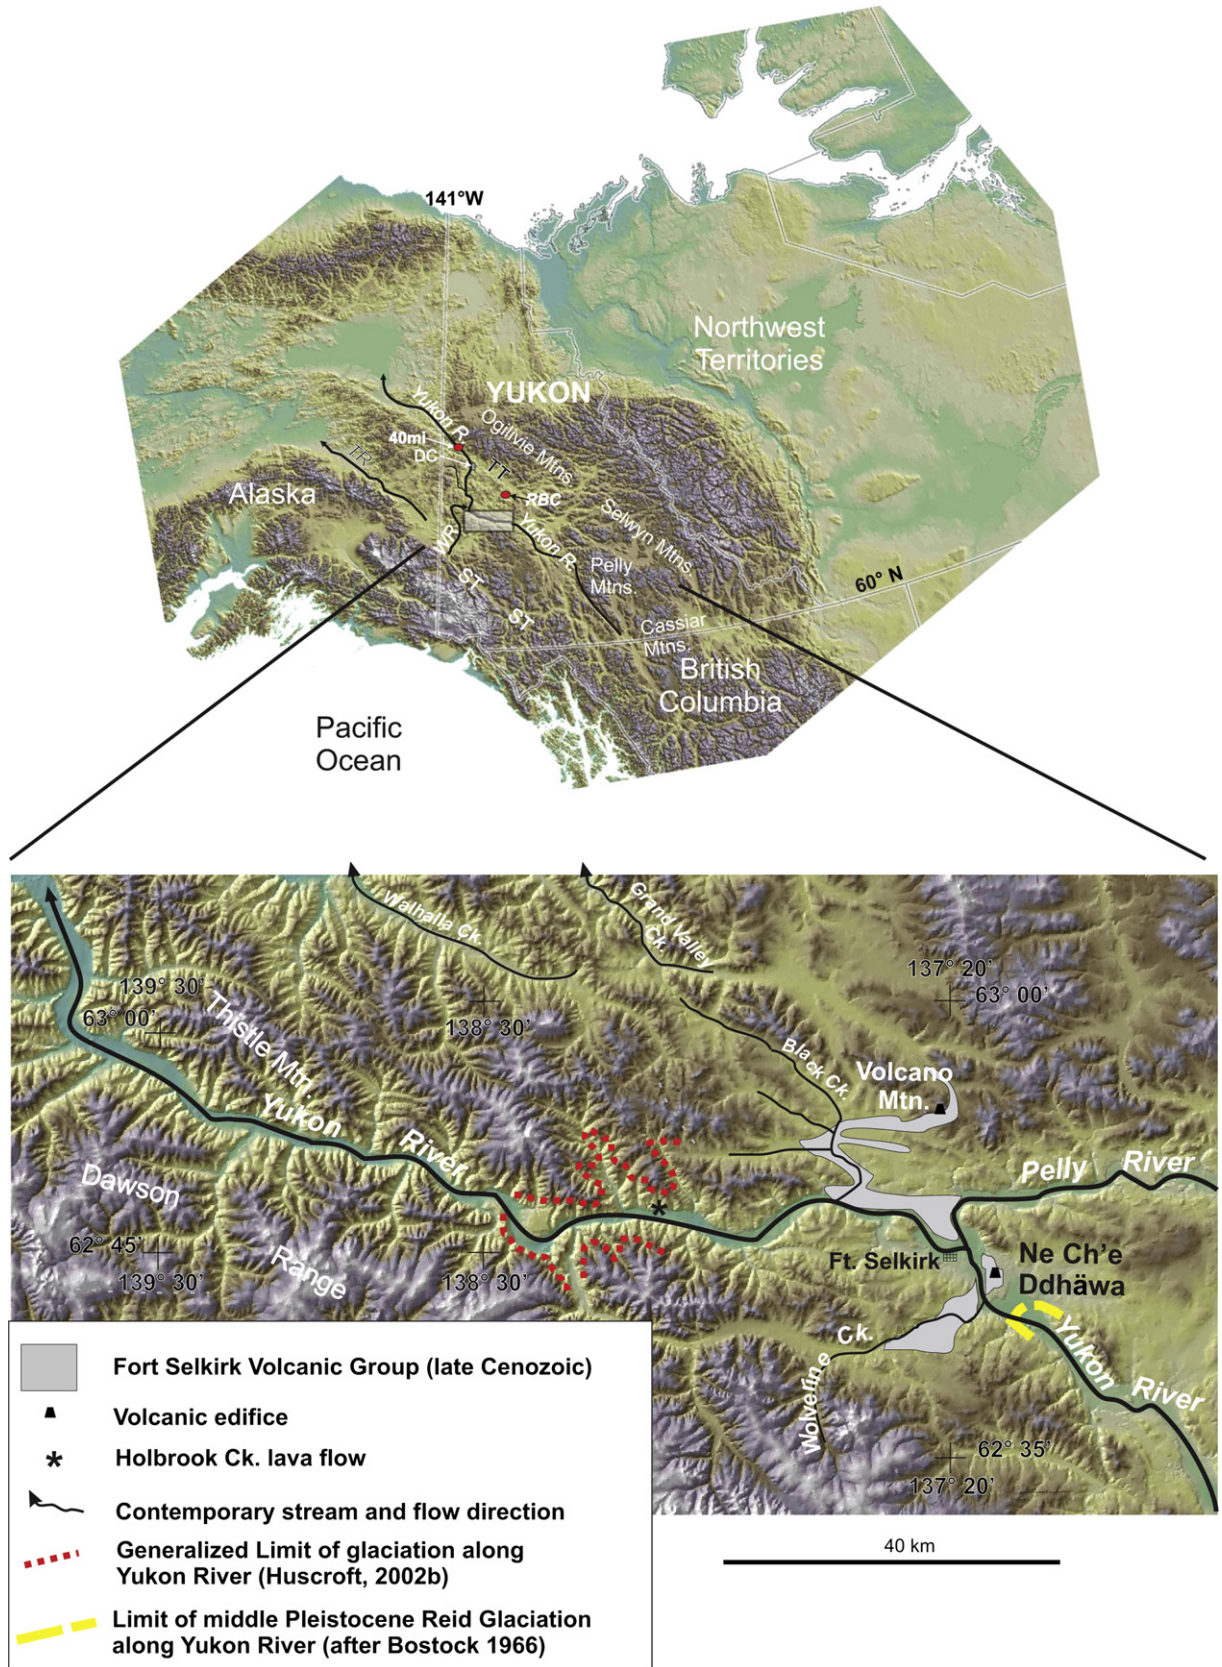 141°W
Northwest
Territories
YUKON
Yukon R.
Ogilvie Mtns.
40mi
DC
TT
TR
RBC
Alaska
Selwyn Mtns.
WR
Yukon R.
Pelly
Mtns.
ST
ST
60° N
Cassiar
Mtns.
British
Columbia
Pacific
Ocean
Walhalla Ck.
Grand Valley
Ck.
137° 20'
63° 00'
139° 30'
63° 00'
138° 30'
Thistle Mtn.
Black Ck.
Volcano
Mtn.
Yukon River
Pelly River
Dawson
Range
*
62° 45'
139° 30'
138° 30'
Ft. Selkirk
Ne Ch'e
Ddhäwa
Wolverine Ck.
Yukon River
62° 35'
137° 20'
Fort Selkirk Volcanic Group (late Cenozoic)
Volcanic edifice
* Holbrook Ck. lava flow
Contemporary stream and flow direction
Generalized Limit of glaciation along
Yukon River (Huscroft, 2002b)
Limit of middle Pleistocene Reid Glaciation
along Yukon River (after Bostock 1966)
40 km